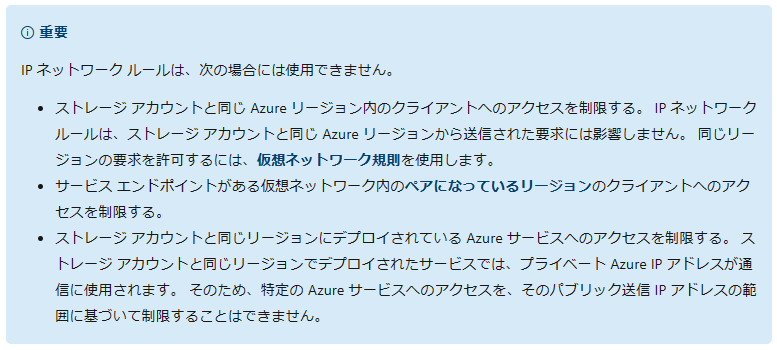 重要
IP ネットワーク ルールは、次の場合には使用できません。
• ストレージ アカウントと同じ Azure リージョン内のクライアントへのアクセスを制限する。 IP ネットワーク
ルールは、ストレージ アカウントと同じ Azure リージョンから送信された要求には影響しません。 同じリー
ジョンの要求を許可するには、仮想ネットワーク規則を使用します。
• サービス エンドポイントがある仮想ネットワーク内のペアになっているリージョンのクライアントへのアク
セスを制限する。
• ストレージ アカウントと同じリージョンにデプロイされている Azure サービスへのアクセスを制限する。 ス
トレージ アカウントと同じリージョンでデプロイされたサービスでは、プライベート Azure IP アドレスが通
信に使用されます。 そのため、特定の Azure サービスへのアクセスを、そのパブリック送信 IP アドレスの範
囲に基づいて制限することはできません。